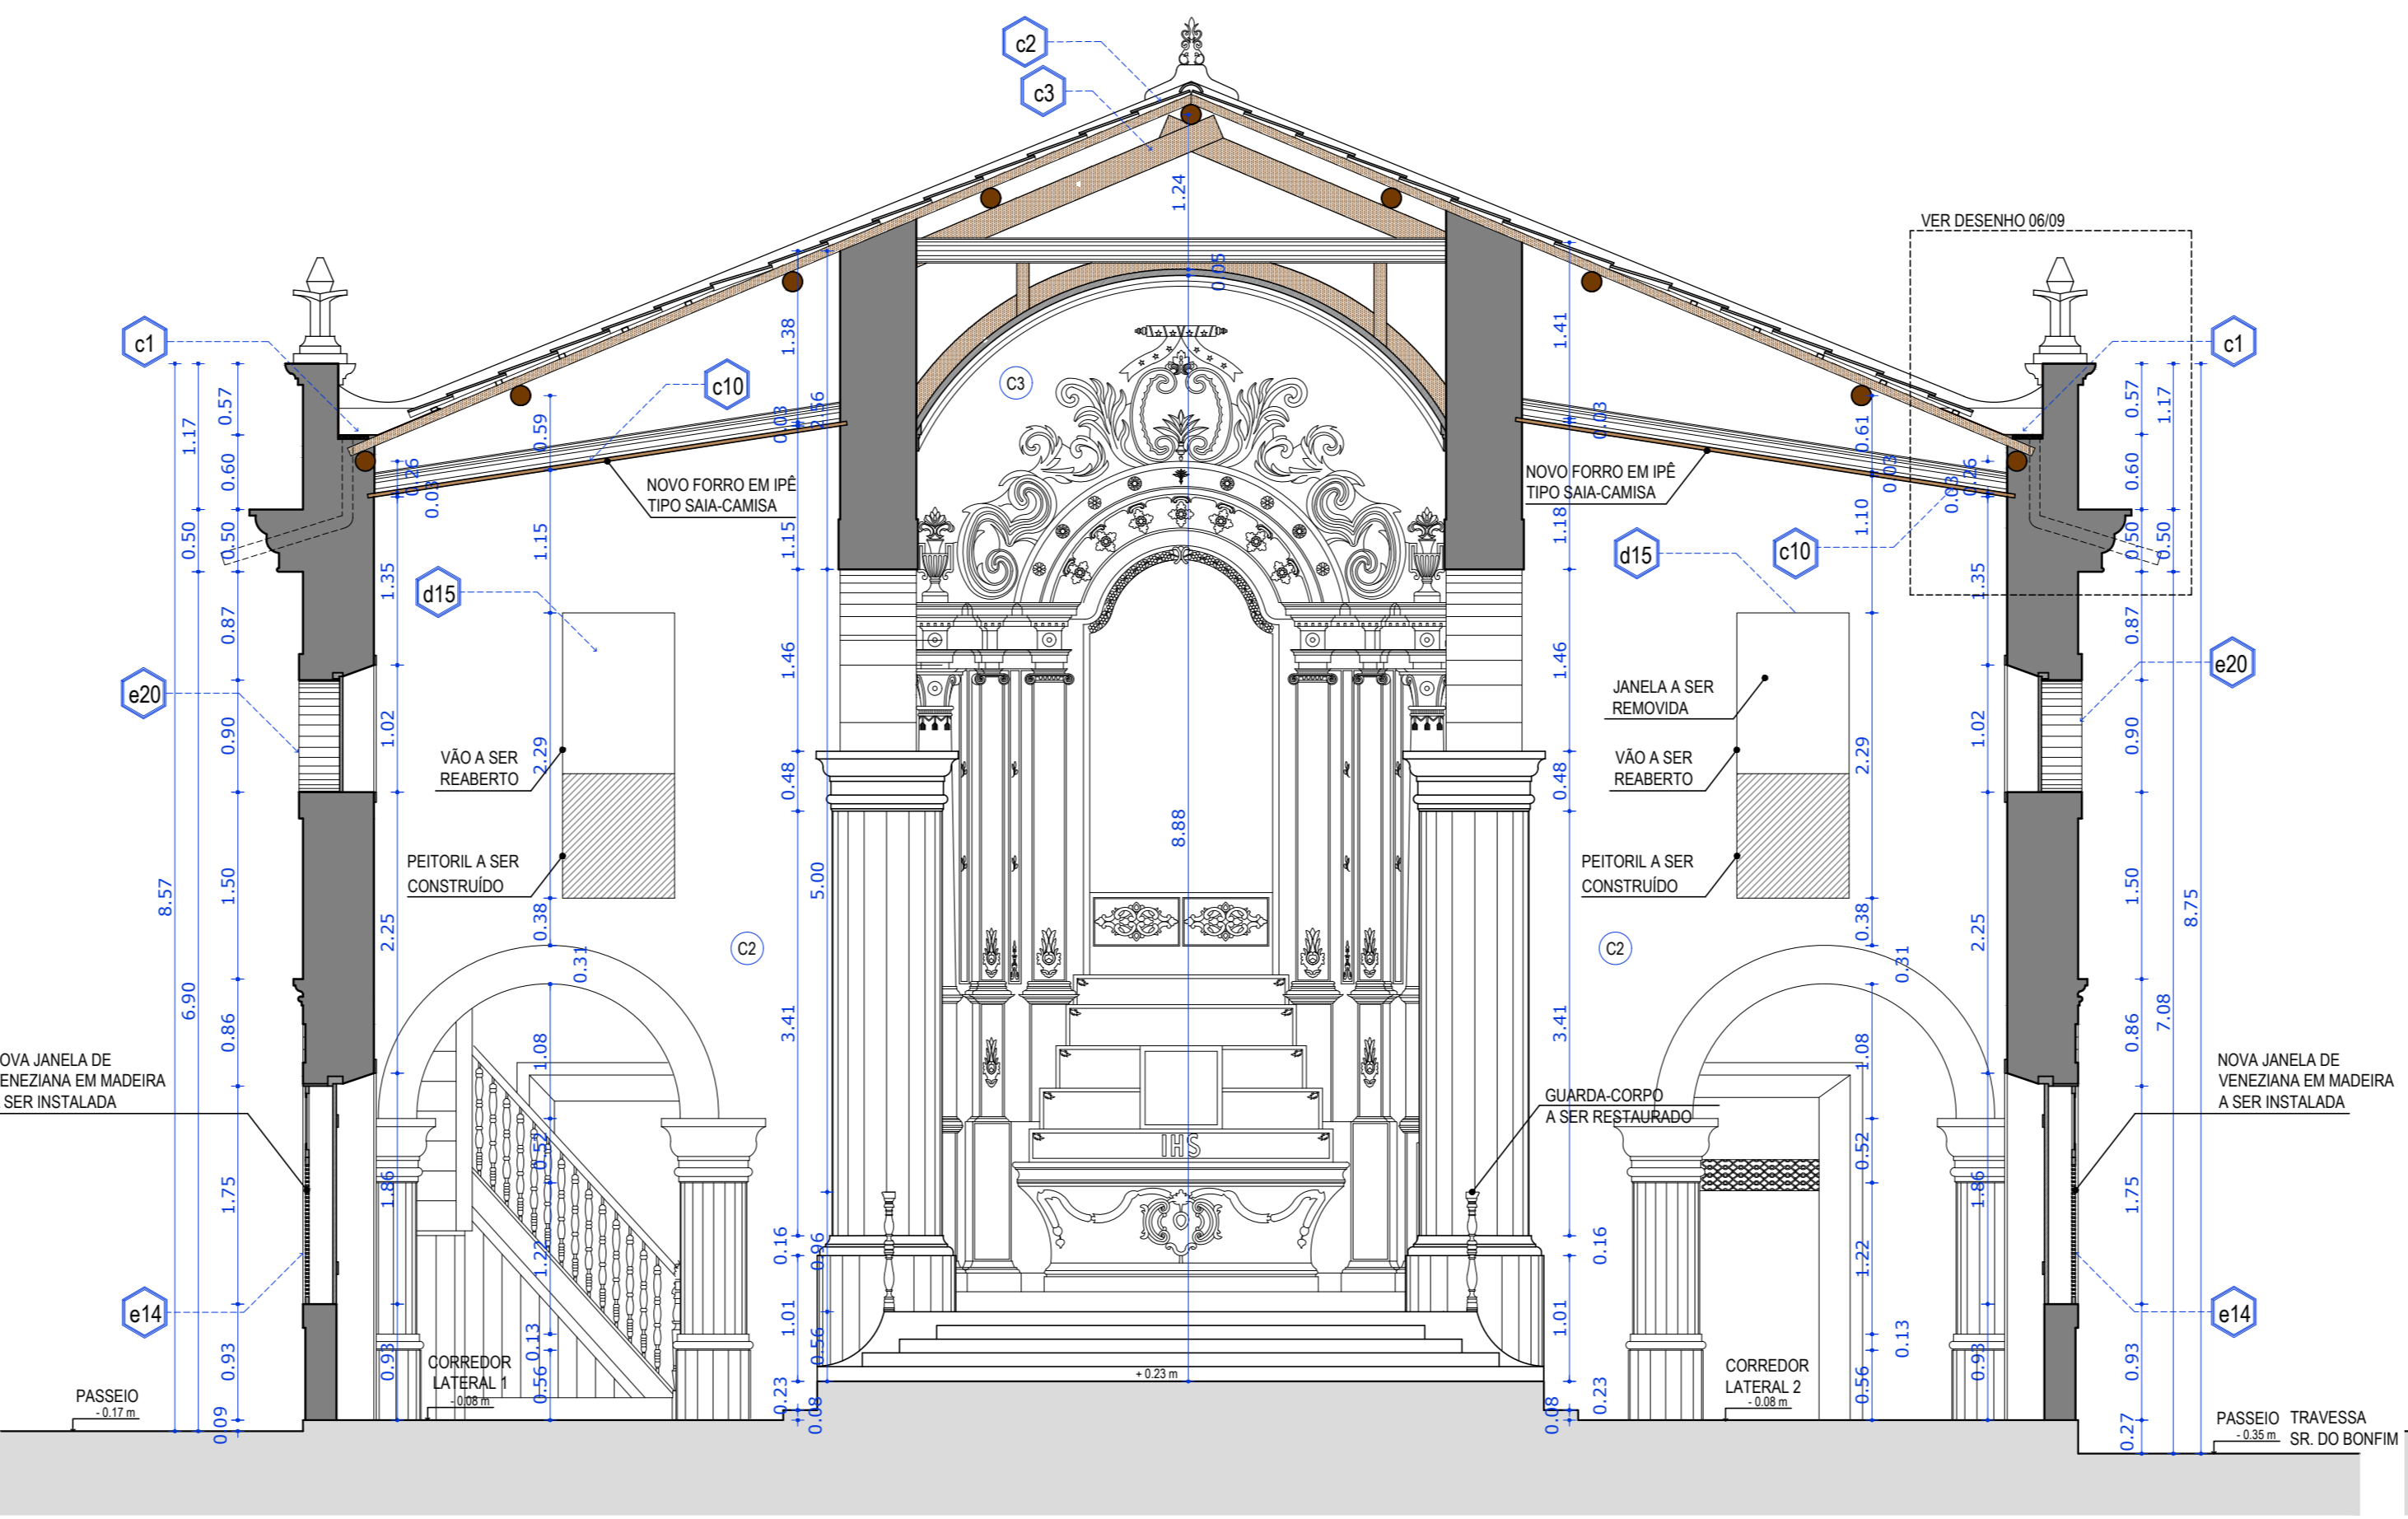 c2
c3
VER DESENHO 06/09
c1
c1
c10
C3
1.24
0.05
1.38
1.41
0.03
2.56
0.03
0.57
1.17
0.60
0.50
0.50
0.59
0.26
0.03
1.15
NOVO FORRO EM IPÊ
TIPO SAIA-CAMISA
1.15
1.18
NOVO FORRO EM IPÊ
TIPO SAIA-CAMISA
0.61
0.03
0.26
0.03
1.10
0.57
1.17
0.60
0.50
0.50
d15
d15
c10
1.35
1.35
0.87
0.87
e20
e20
1.46
1.46
JANELA A SER
REMOVIDA
0.90
1.02
VÃO A SER
REABERTO
2.29
0.48
0.48
VÃO A SER
REABERTO
2.29
1.02
0.90
8.57
1.50
PEITORIL A SER
CONSTRUÍDO
5.00
8.88
PEITORIL A SER
CONSTRUÍDO
1.50
8.75
2.25
0.38
0.31
C2
C2
0.38
0.31
2.25
6.90
0.86
1.08
3.41
3.41
1.08
0.86
7.08
OVA JANELA DE
ENEZIANA EM MADEIRA
SER INSTALADA
GUARDA-CORPO
A SER RESTAURADO
NOVA JANELA DE
VENEZIANA EM MADEIRA
A SER INSTALADA
IHS
1.75
1.86
0.52
1.22
0.16
0.96
0.16
0.52
1.22
1.86
1.75
e14
e14
0.93
0.93
0.13
0.56
1.01
0.56
1.01
0.13
0.56
0.93
0.93
CORREDOR
LATERAL 1
- 0.08 m
CORREDOR
LATERAL 2
- 0.08 m
+ 0.23 m
0.23
0.08
0.08
0.23
PASSEIO
- 0.17 m
0.09
0.27
PASSEIO TRAVESSA
- 0.35 m SR. DO BONFIM